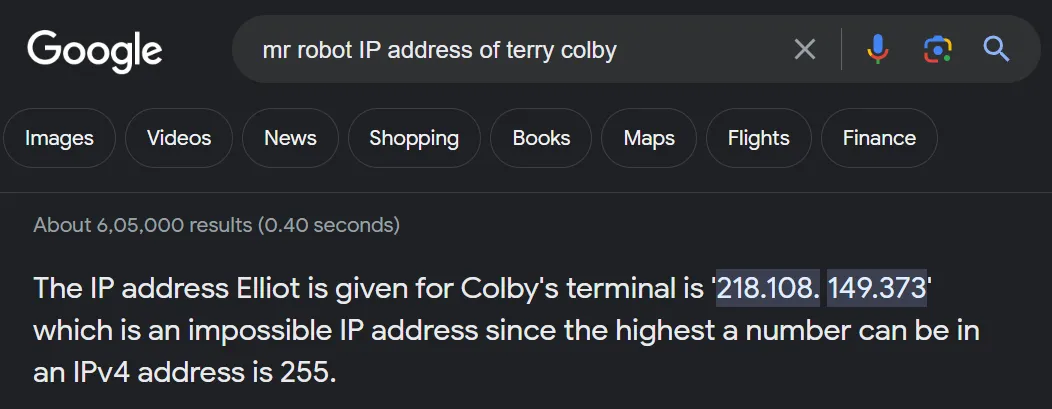 Google
mr robot IP address of terry colby
Images Videos News Shopping Books Maps Flights Finance
About 6,05,000 results (0.40 seconds)
The IP address Elliot is given for Colby's terminal is '218.108. 149.373'
which is an impossible IP address since the highest a number can be in
an IPv4 address is 255.